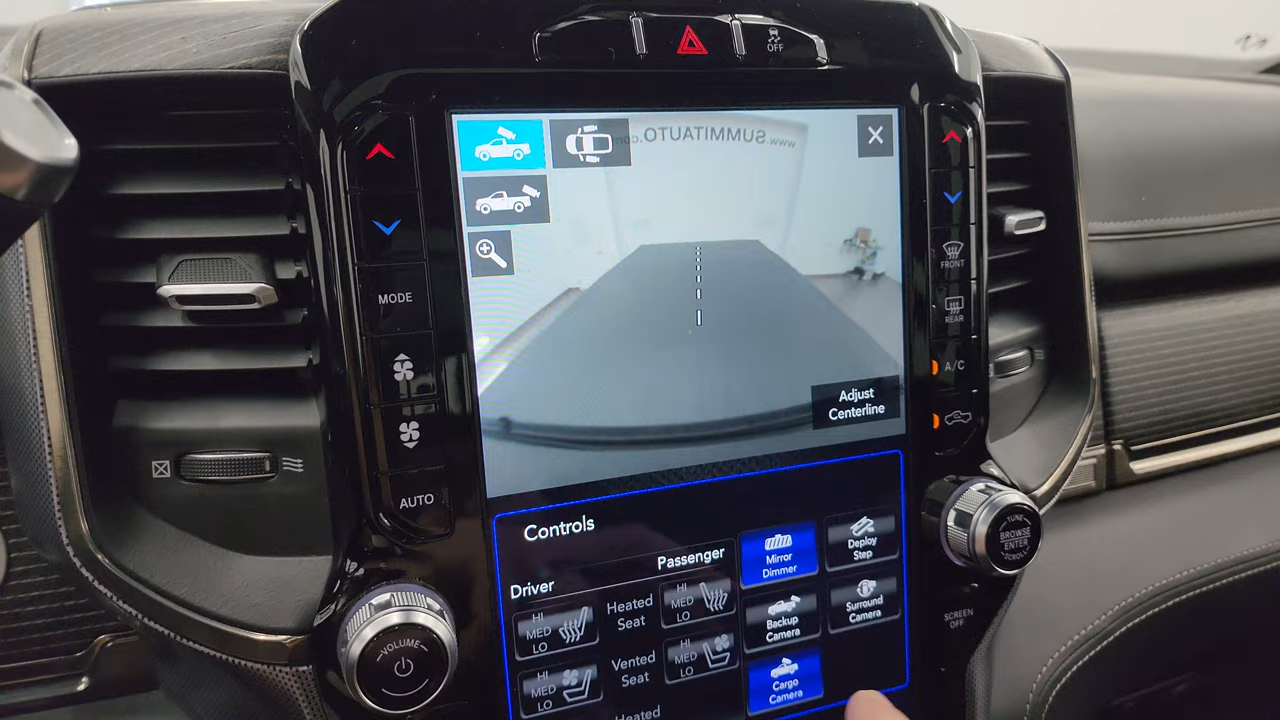 OFF
www.SUMMITAUTO.com
MODE
AUTO
VOLUME
FRONT
REAR
A/C
TUNE
BROWSE
ENTER
SCROLL
SCREEN
OFF
Adjust
Centerline
Controls
Driver
Passenger
HI
MED
LO
Heated
Seat
HI
MED
LO
HI
MED
LO
Vented
Seat
HI
MED
LO
Heated
Mirror
Dimmer
Deploy
Step
Backup
Camera
Surround
Camera
Cargo
Camera